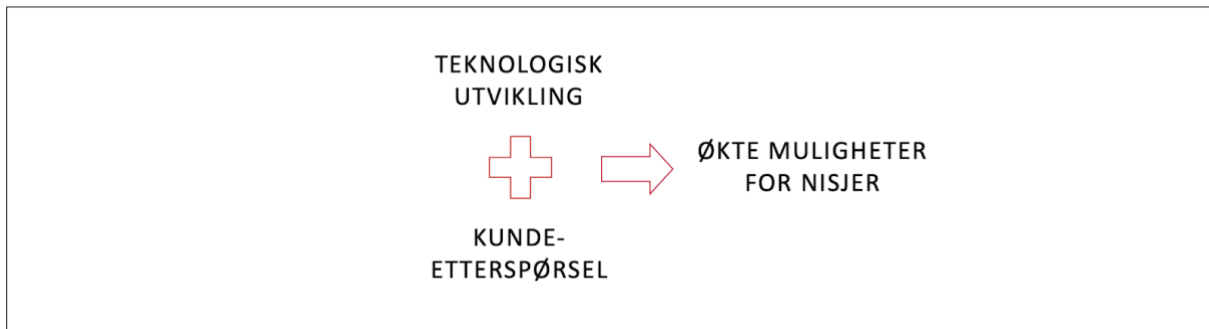 TEKNOLOGISK
UTVIKLING
KUNDE-
ETTERSPØRSEL
ØKTE MULIGHETER
FOR NISJER